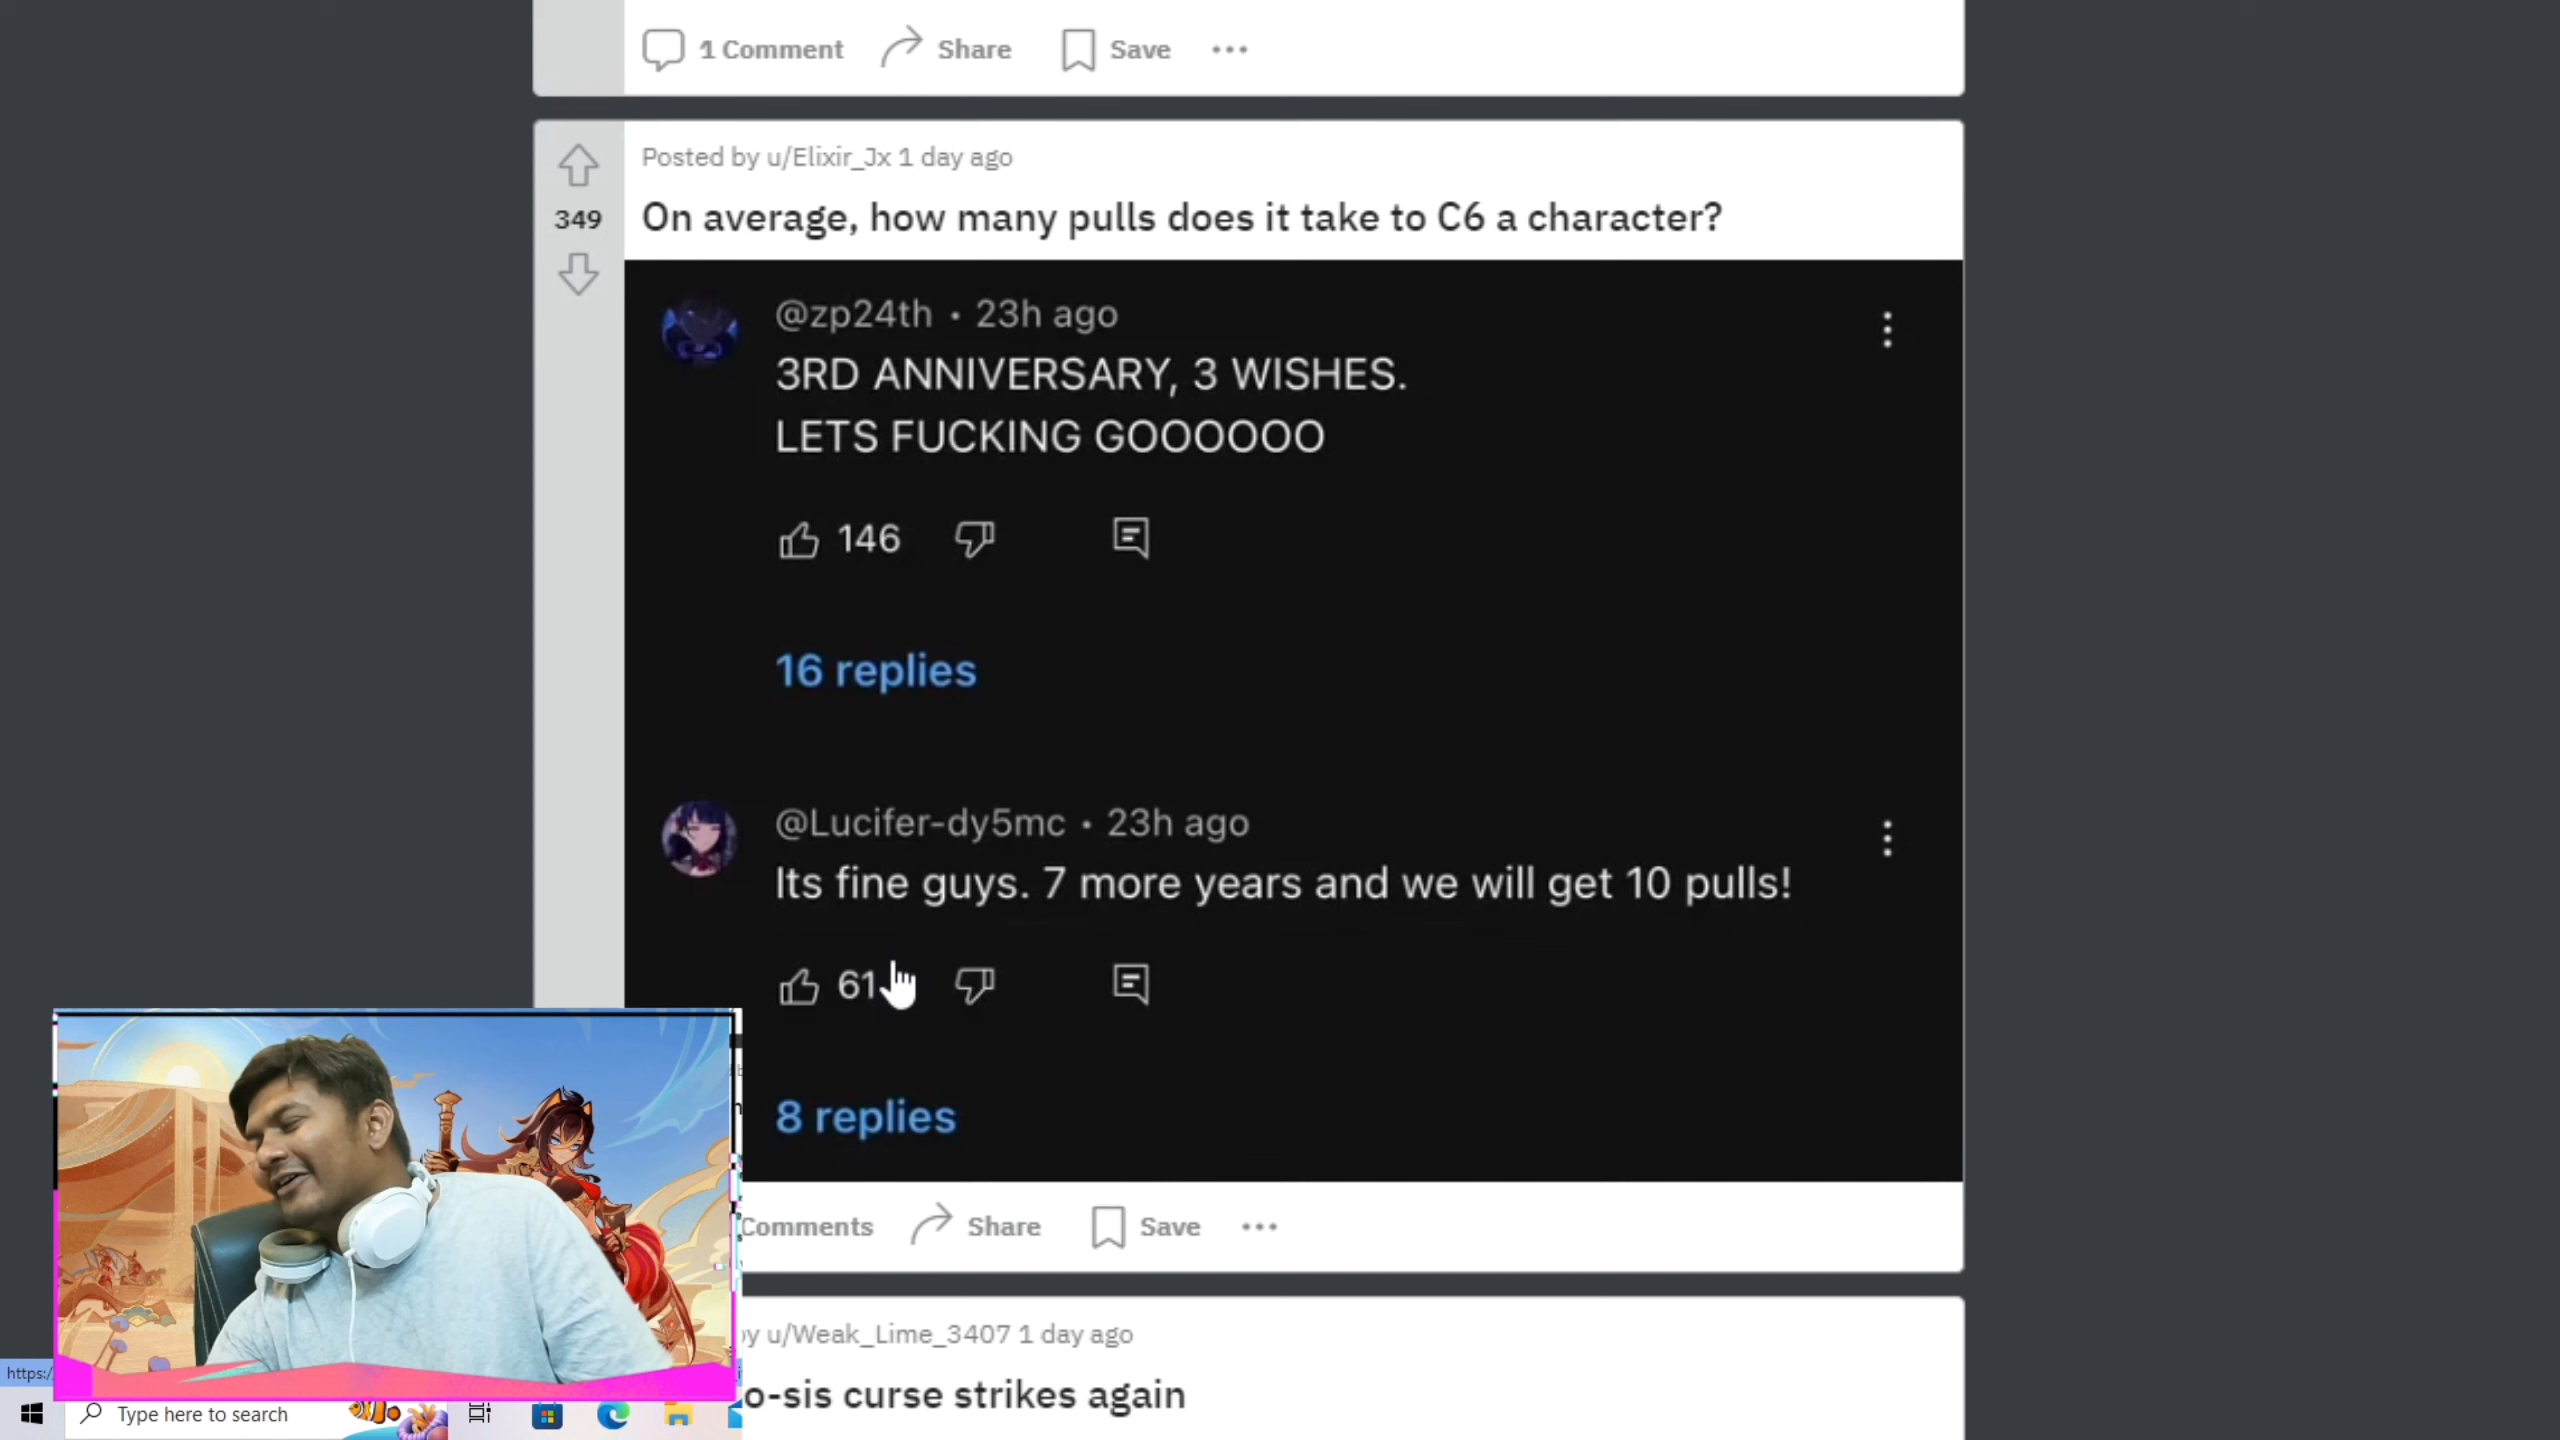 1 Comment Share Save
Posted by u/Elixir_Jx 1 day ago
349
On average, how many pulls does it take to C6 a character?
@zp24th • 23h ago
3RD ANNIVERSARY, 3 WISHES.
LETS FUCKING GOOOOOO
146
16 replies
@Lucifer-dy5mc • 23h ago
Its fine guys. 7 more years and we will get 10 pulls!
61
8 replies
Comments Share Save
by u/Weak_Lime_3407 1 day ago
o-sis curse strikes again
https:/
Type here to search